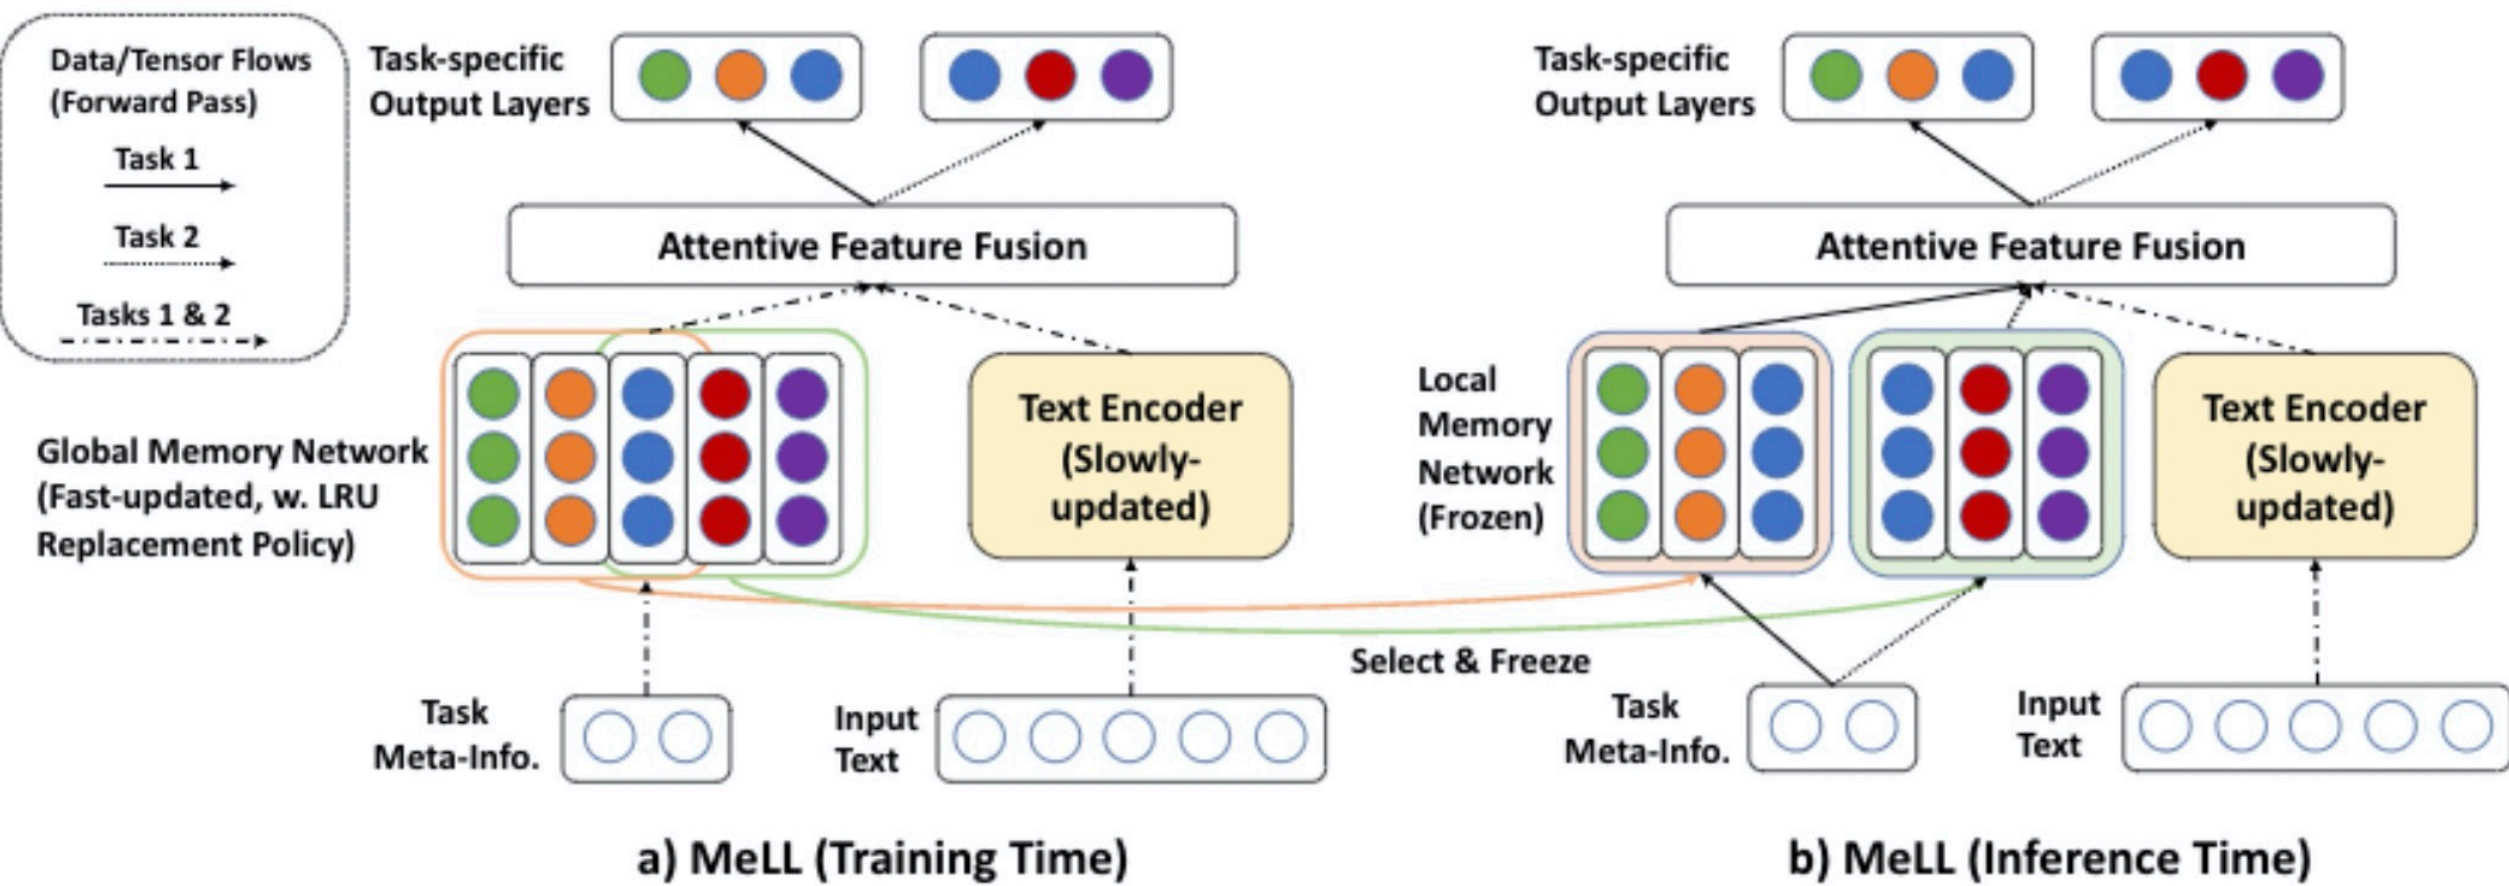 Data/Tensor Flows
(Forward Pass)
Task 1
Task 2
Tasks 1 & 2
Task-specific
Output Layers
Attentive Feature Fusion
Global Memory Network
(Fast-updated, w. LRU
Replacement Policy)
Text Encoder
(Slowly-
updated)
Task
Meta-Info.
Input
Text
a) MeLL (Training Time)
Select & Freeze
Task-specific
Output Layers
Attentive Feature Fusion
Local
Memory
Network
(Frozen)
Text Encoder
(Slowly-
updated)
Task
Meta-Info.
Input
Text
b) MeLL (Inference Time)